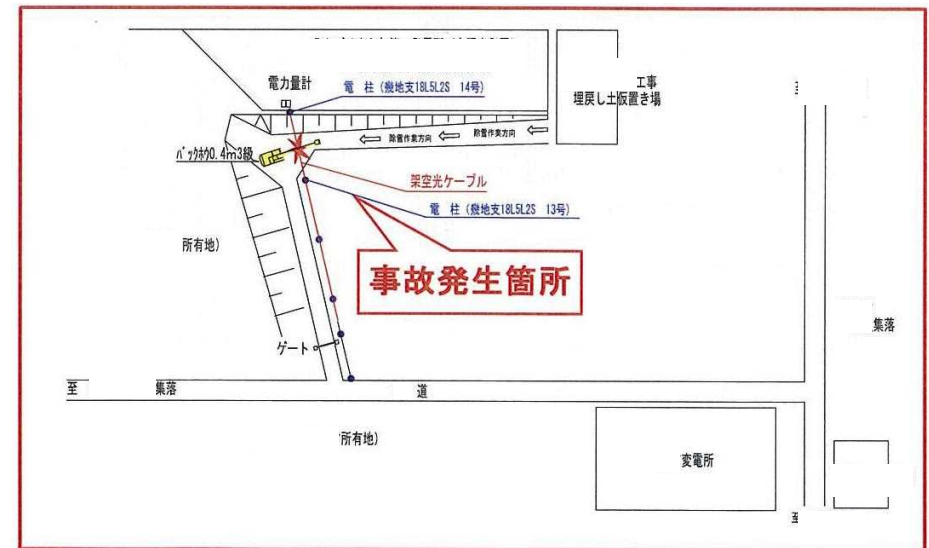 電力量計
電 柱（幾地支18L5L2S 14号）
工事
埋戻し土仮置き場
至
除雪作業方向
除雪作業方向
バックホウ0.4m3級
架空光ケーブル
電 柱（幾地支18L5L2S 13号）
所有地）
事故発生箇所
集落
ゲート
至
集落
道
所有地）
変電所
至